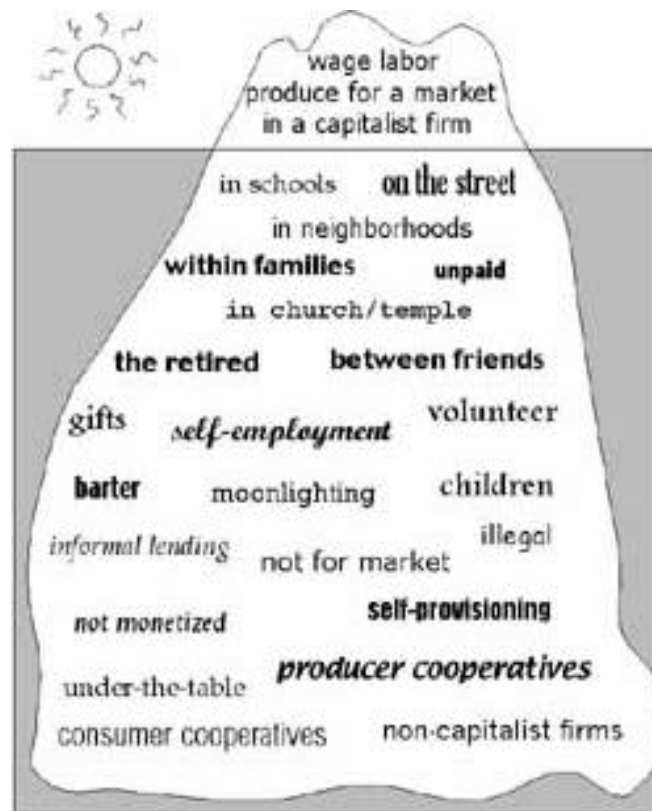 wage labor
produce for a market
in a capitalist firm
in schools on the street
in neighborhoods
within families unpaid
in church/temple
the retired between friends
gifts self-employment volunteer
barter moonlighting children
informal lending not for market illegal
not monetized self-provisioning
under-the-table producer cooperatives
consumer cooperatives non-capitalist firms